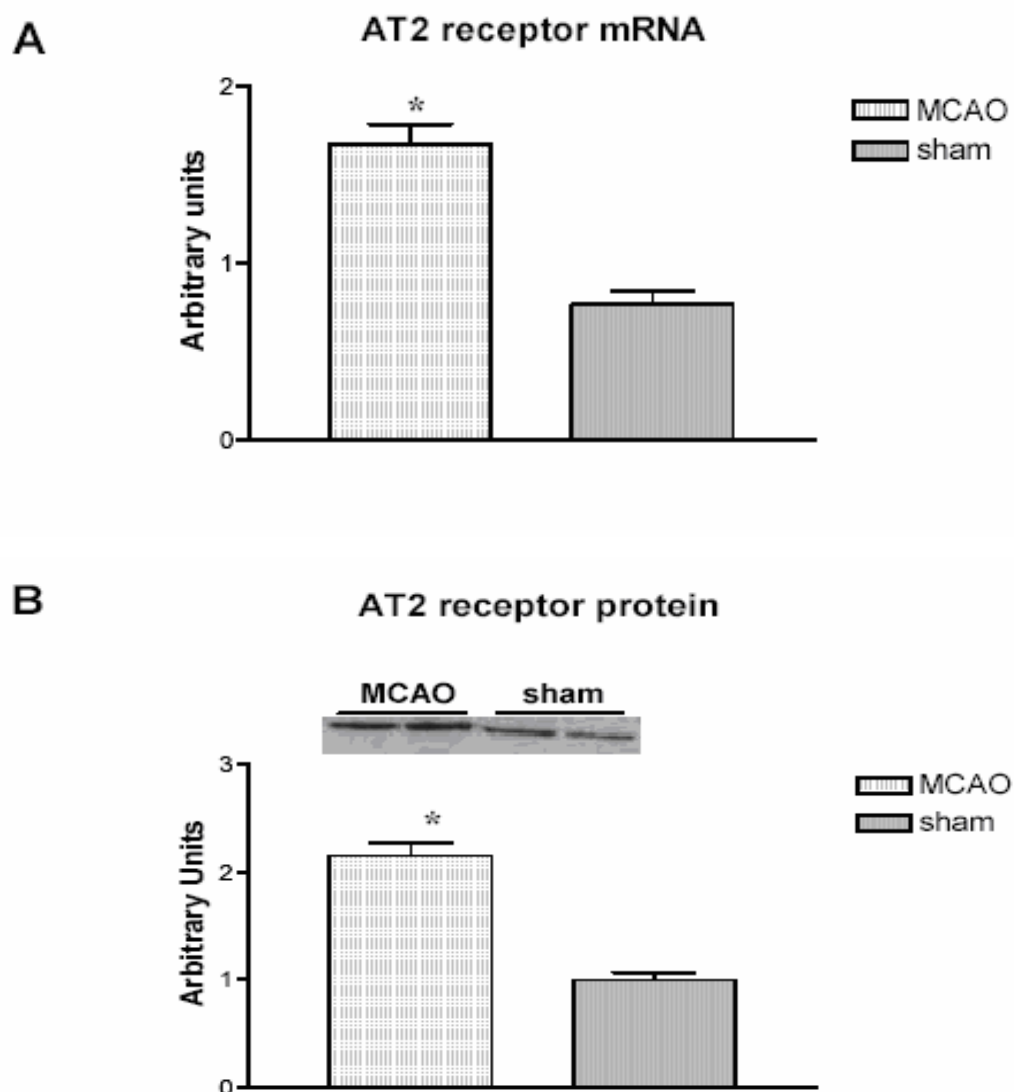 A
AT2 receptor mRNA
2
*
MCAO
sham
Arbitrary units
1
0
B
AT2 receptor protein
MCAO sham
3
MCAO
*
sham
Arbitrary Units
2
1
0